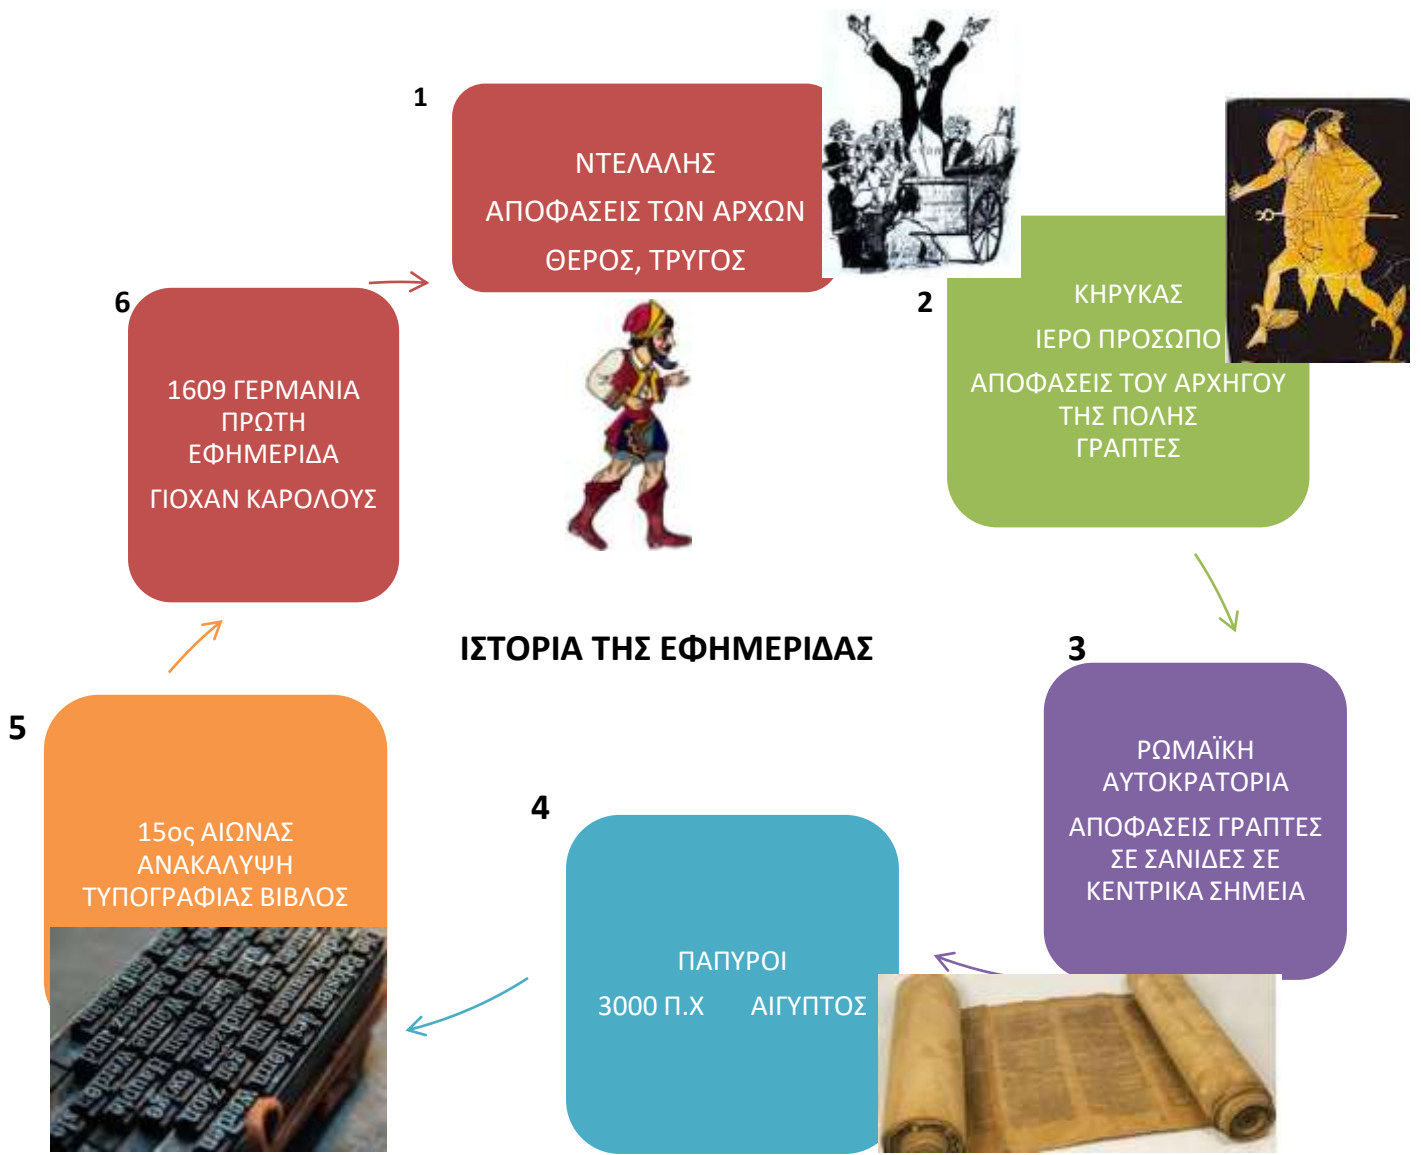 1
ΝΤΕΛΑΛΗΣ
ΑΠΟΦΑΣΕΙΣ ΤΩΝ ΑΡΧΩΝ
ΘΕΡΟΣ, ΤΡΥΓΟΣ
2
ΚΗΡΥΚΑΣ
ΙΕΡΟ ΠΡΟΣΩΠΟ
ΑΠΟΦΑΣΕΙΣ ΤΟΥ ΑΡΧΗΓΟΥ
ΤΗΣ ΠΟΛΗΣ
ΓΡΑΠΤΕΣ
6
1609 ΓΕΡΜΑΝΙΑ
ΠΡΩΤΗ
ΕΦΗΜΕΡΙΔΑ
ΓΙΟΧΑΝ ΚΑΡΟΛΟΥΣ
ΙΣΤΟΡΙΑ ΤΗΣ ΕΦΗΜΕΡΙΔΑΣ
3
ΡΩΜΑΪΚΗ
ΑΥΤΟΚΡΑΤΟΡΙΑ
ΑΠΟΦΑΣΕΙΣ ΓΡΑΠΤΕΣ
ΣΕ ΣΑΝΙΔΕΣ ΣΕ
ΚΕΝΤΡΙΚΑ ΣΗΜΕΙΑ
5
15ος ΑΙΩΝΑΣ
ΑΝΑΚΑΛΥΨΗ
ΤΥΠΟΓΡΑΦΙΑΣ ΒΙΒΛΟΣ
4
ΠΑΠΥΡΟΙ
3000 Π.Χ ΑΙΓΥΠΤΟΣ